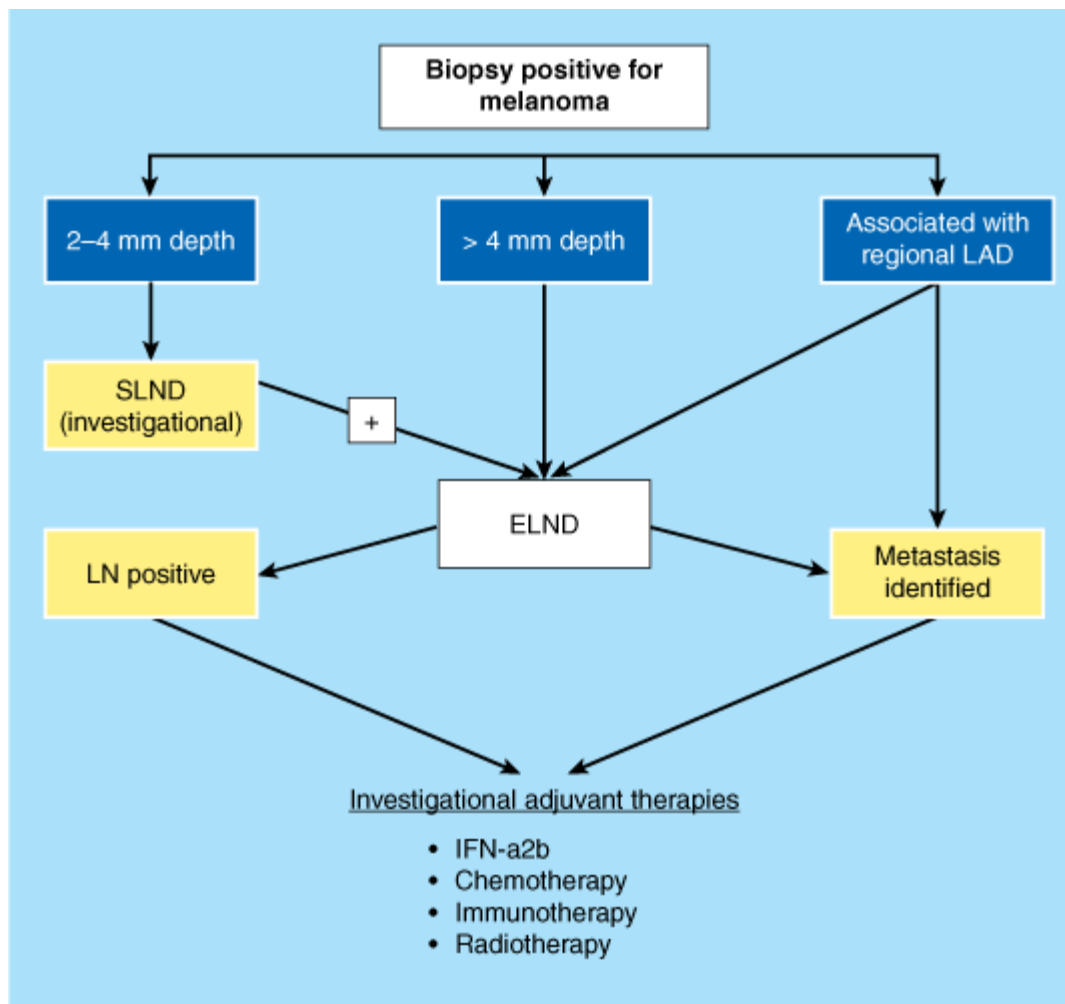 Biopsy positive for
melanoma
2–4 mm depth
> 4 mm depth
Associated with
regional LAD
SLND
(investigational)
+
ELND
LN positive
Metastasis
identified
Investigational adjuvant therapies
• IFN-a2b
• Chemotherapy
• Immunotherapy
• Radiotherapy